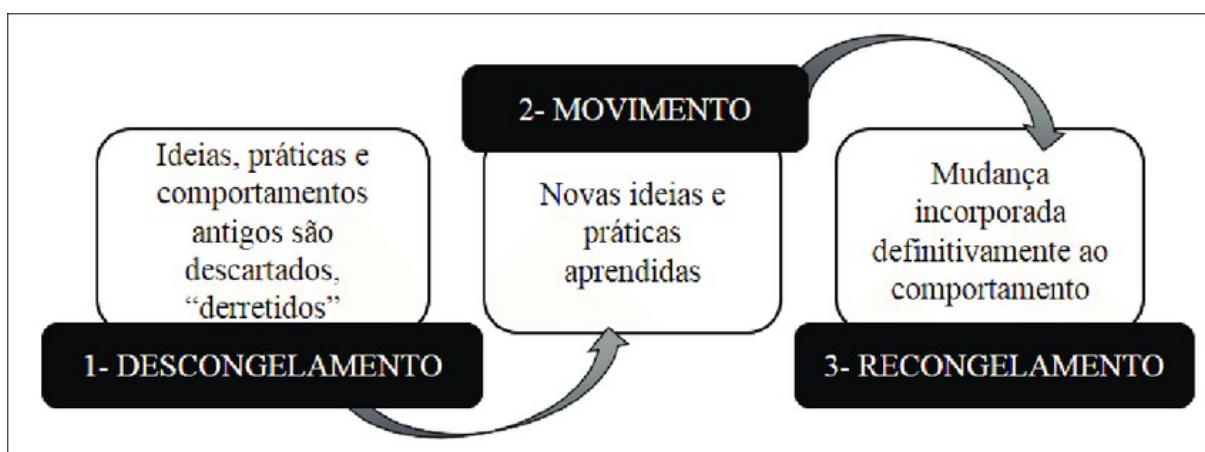 Ideias, práticas e
comportamentos
antigos são
descartados,
“derretidos”
1- DESCONGELAMENTO
2- MOVIMENTO
Novas ideias e
práticas
aprendidas
Mudança
incorporada
definitivamente ao
comportamento
3- RECONGELAMENTO